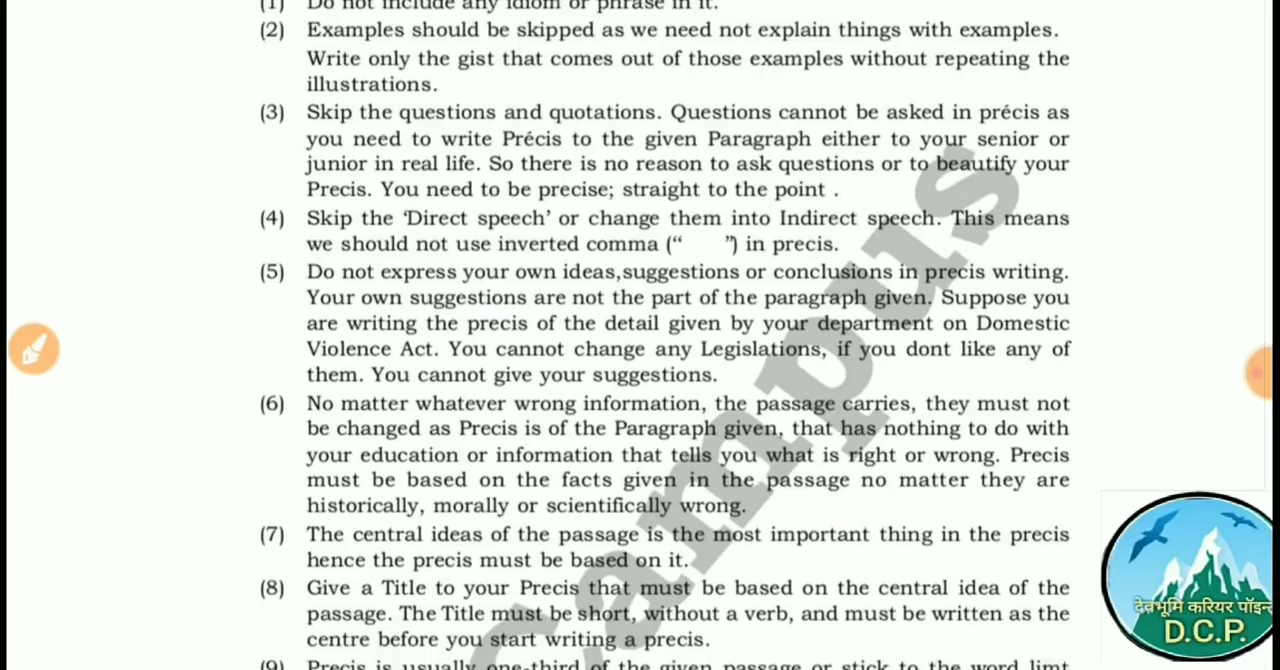 (1) Do not include any idiom or phrase in it.
(2) Examples should be skipped as we need not explain things with examples.
Write only the gist that comes out of those examples without repeating the
illustrations.
(3) Skip the questions and quotations. Questions cannot be asked in précis as
you need to write Précis to the given Paragraph either to your senior or
junior in real life. So there is no reason to ask questions or to beautify your
Precis. You need to be precise; straight to the point .
(4) Skip the ‘Direct speech’ or change them into Indirect speech. This means
we should not use inverted comma (“ ”) in precis.
(5) Do not express your own ideas,suggestions or conclusions in precis writing.
Your own suggestions are not the part of the paragraph given. Suppose you
are writing the precis of the detail given by your department on Domestic
Violence Act. You cannot change any Legislations, if you dont like any of
them. You cannot give your suggestions.
(6) No matter whatever wrong information, the passage carries, they must not
be changed as Precis is of the Paragraph given, that has nothing to do with
your education or information that tells you what is right or wrong. Precis
must be based on the facts given in the passage no matter they are
historically, morally or scientifically wrong.
(7) The central ideas of the passage is the most important thing in the precis
hence the precis must be based on it.
(8) Give a Title to your Precis that must be based on the central idea of the
passage. The Title must be short, without a verb, and must be written as the
centre before you start writing a precis.
(9) Precis is usually one-third of the given passage or stick to the word limt
Campus
देवभूमि करियर पॉइन्ट
D.C.P.